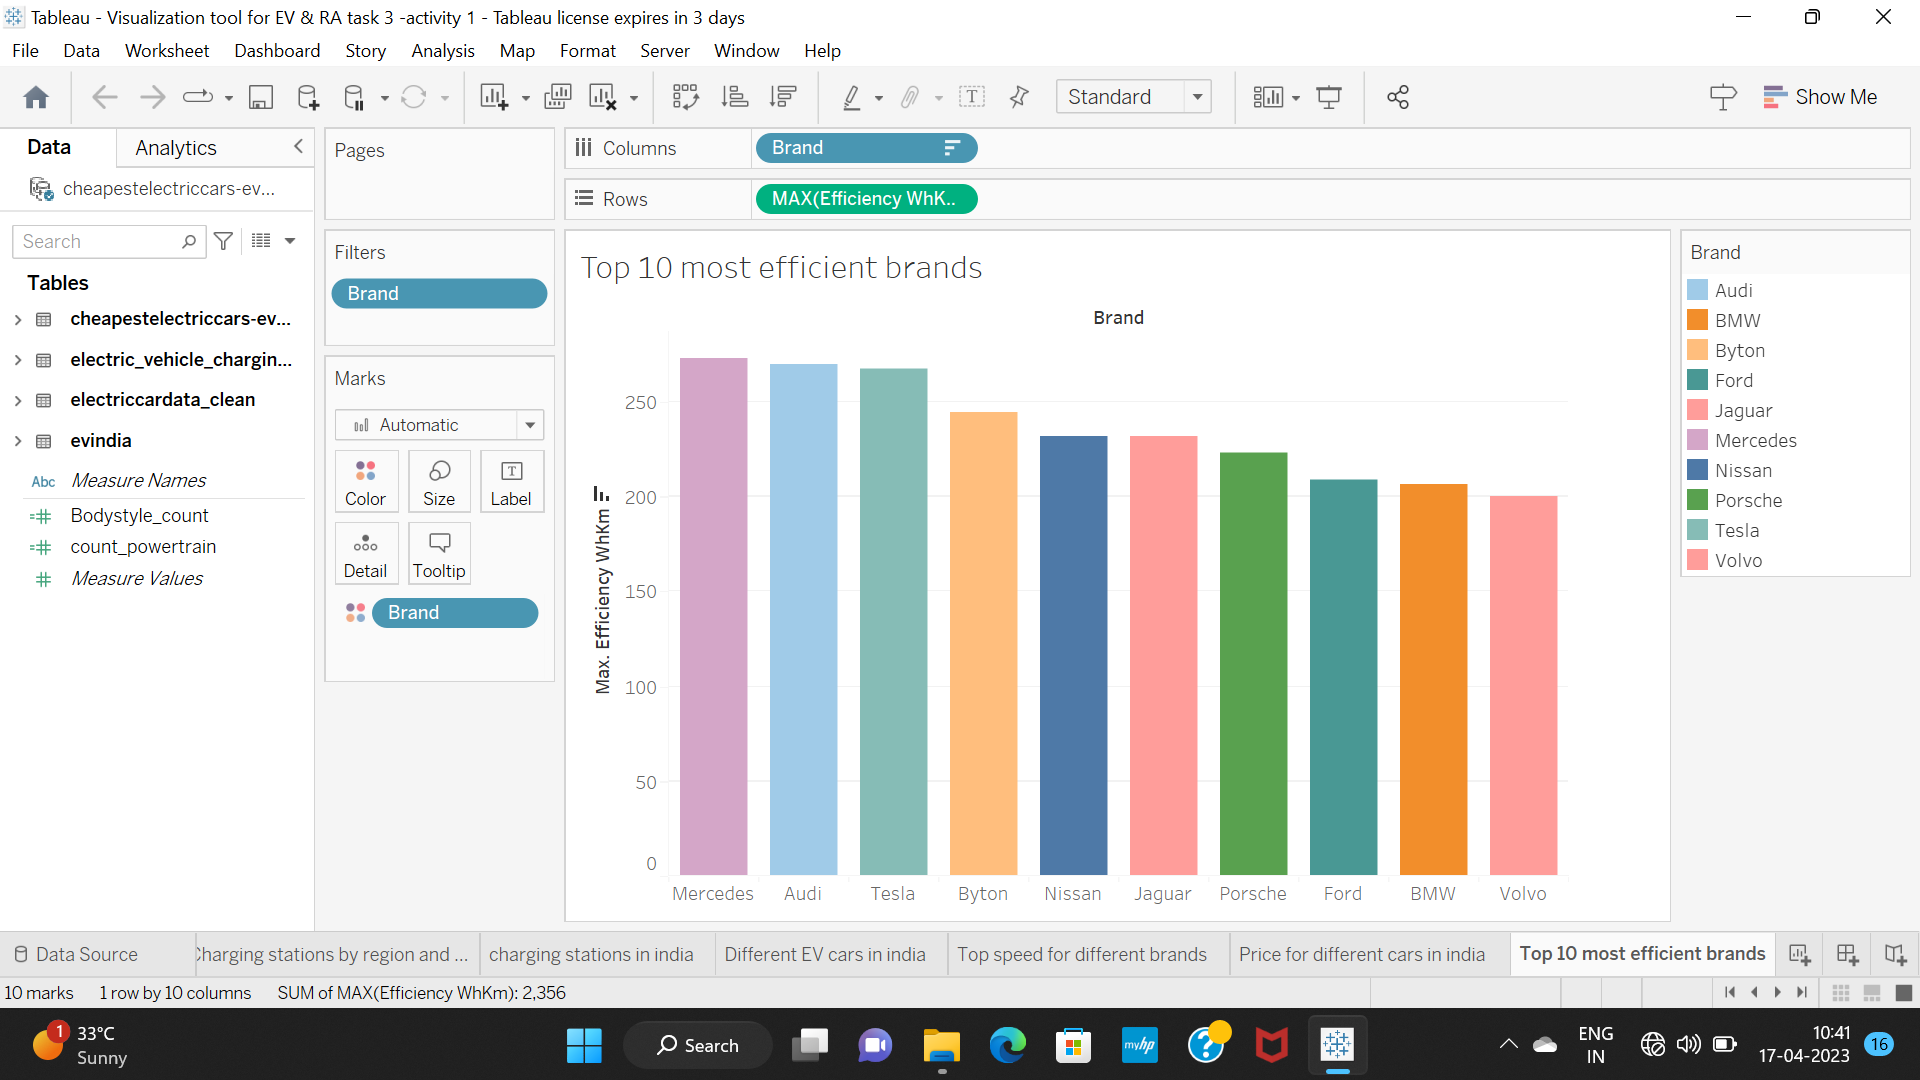 Tableau - Visualization tool for EV & RA task 3 -activity 1 - Tableau license expires in 3 days
File Data Worksheet Dashboard Story Analysis Map Format Server Window Help
Standard
Show Me
Data Analytics
cheapestelectriccars-ev...
Search
Tables
cheapestelectriccars-ev...
electric_vehicle_chargin...
electriccardata_clean
evindia
Abc Measure Names
Bodystyle_count
count_powertrain
Measure Values
Pages
Filters
Brand
Marks
Automatic
Color Size Label
Detail Tooltip
Brand
Columns Brand
Rows MAX(Efficiency WhK..
Top 10 most efficient brands
Brand
Max. Efficiency WhKm
250
200
150
100
50
0
Mercedes Audi Tesla Byton Nissan Jaguar Porsche Ford BMW Volvo
Brand
Audi
BMW
Byton
Ford
Jaguar
Mercedes
Nissan
Porsche
Tesla
Volvo
Data Source Charging stations by region and ... charging stations in india Different EV cars in india Top speed for different brands Price for different cars in india Top 10 most efficient brands
10 marks 1 row by 10 columns SUM of MAX(Efficiency WhKm): 2,356
1 33°C
Sunny
Search
myhp
ENG
IN
10:41
17-04-2023
16